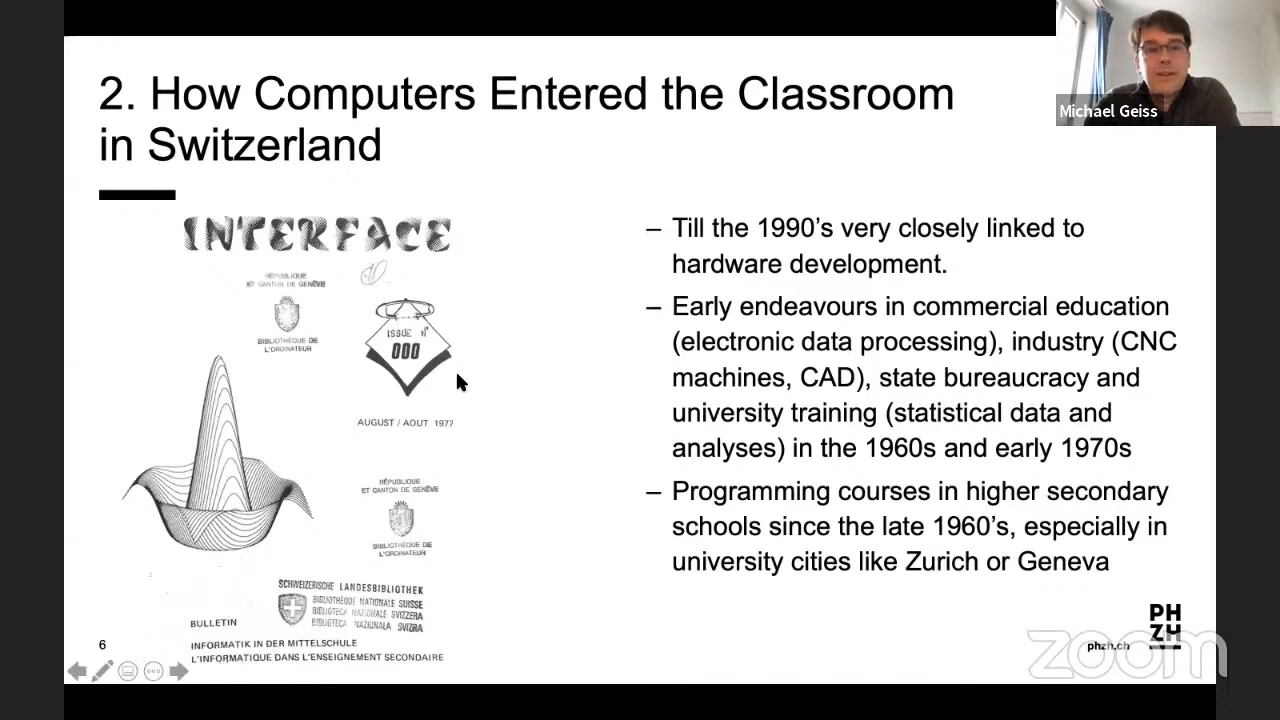 2. How Computers Entered the Classroom
in Switzerland
Michael Geiss
INTERFACE
RÉPUBLIQUE
ET CANTON DE GENÈVE
BIBLIOTHÈQUE DE
L'ORDINATEUR
ISSUE N°
000
AUGUST / AOUT 1977
RÉPUBLIQUE
ET CANTON DE GENÈVE
BIBLIOTHÈQUE DE
L'ORDINATEUR
SCHWEIZERISCHE LANDESBIBLIOTHEK
BIBLIOTHÈQUE NATIONALE SUISSE
BIBLIOTECA NAZIONALE SVIZZERA
BIBLIOTECA NAZIUNALA SVIZRA
BULLETIN
INFORMATIK IN DER MITTELSCHULE
L'INFORMATIQUE DANS L'ENSEIGNEMENT SECONDAIRE
– Till the 1990's very closely linked to
hardware development.
– Early endeavours in commercial education
(electronic data processing), industry (CNC
machines, CAD), state bureaucracy and
university training (statistical data and
analyses) in the 1960s and early 1970s
– Programming courses in higher secondary
schools since the late 1960's, especially in
university cities like Zurich or Geneva
6
phzh.ch
PH
ZH
zoom